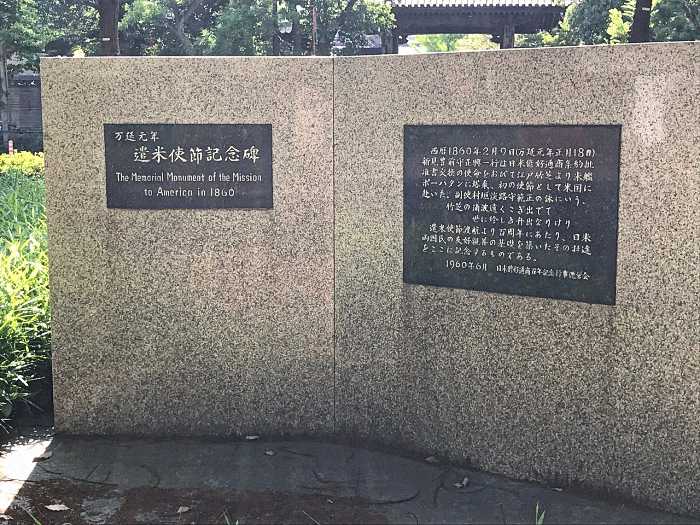 万延元年
遣米使節記念碑
The Memorial Monument of the Mission
to America in 1860
西暦1860年2月9日(万延元年正月18日)
新見豊前守正興一行は日米修好通商条約批
准書交換の使命をおびて江戸竹芝より米艦
ポーハタンに塔乗、初の使節として米国に
赴いた、副使村垣淡路守範正の詠にいう、
竹芝の浦波遠くこぎ出でて
世に珍しき舟出なりけり
遣米使節渡航より百周年にあたり、日米
両国民の友好親善の基礎を築いたその壮途
をここに記念するものである。
1960年6月 日米修好通商百年記念行事運営会